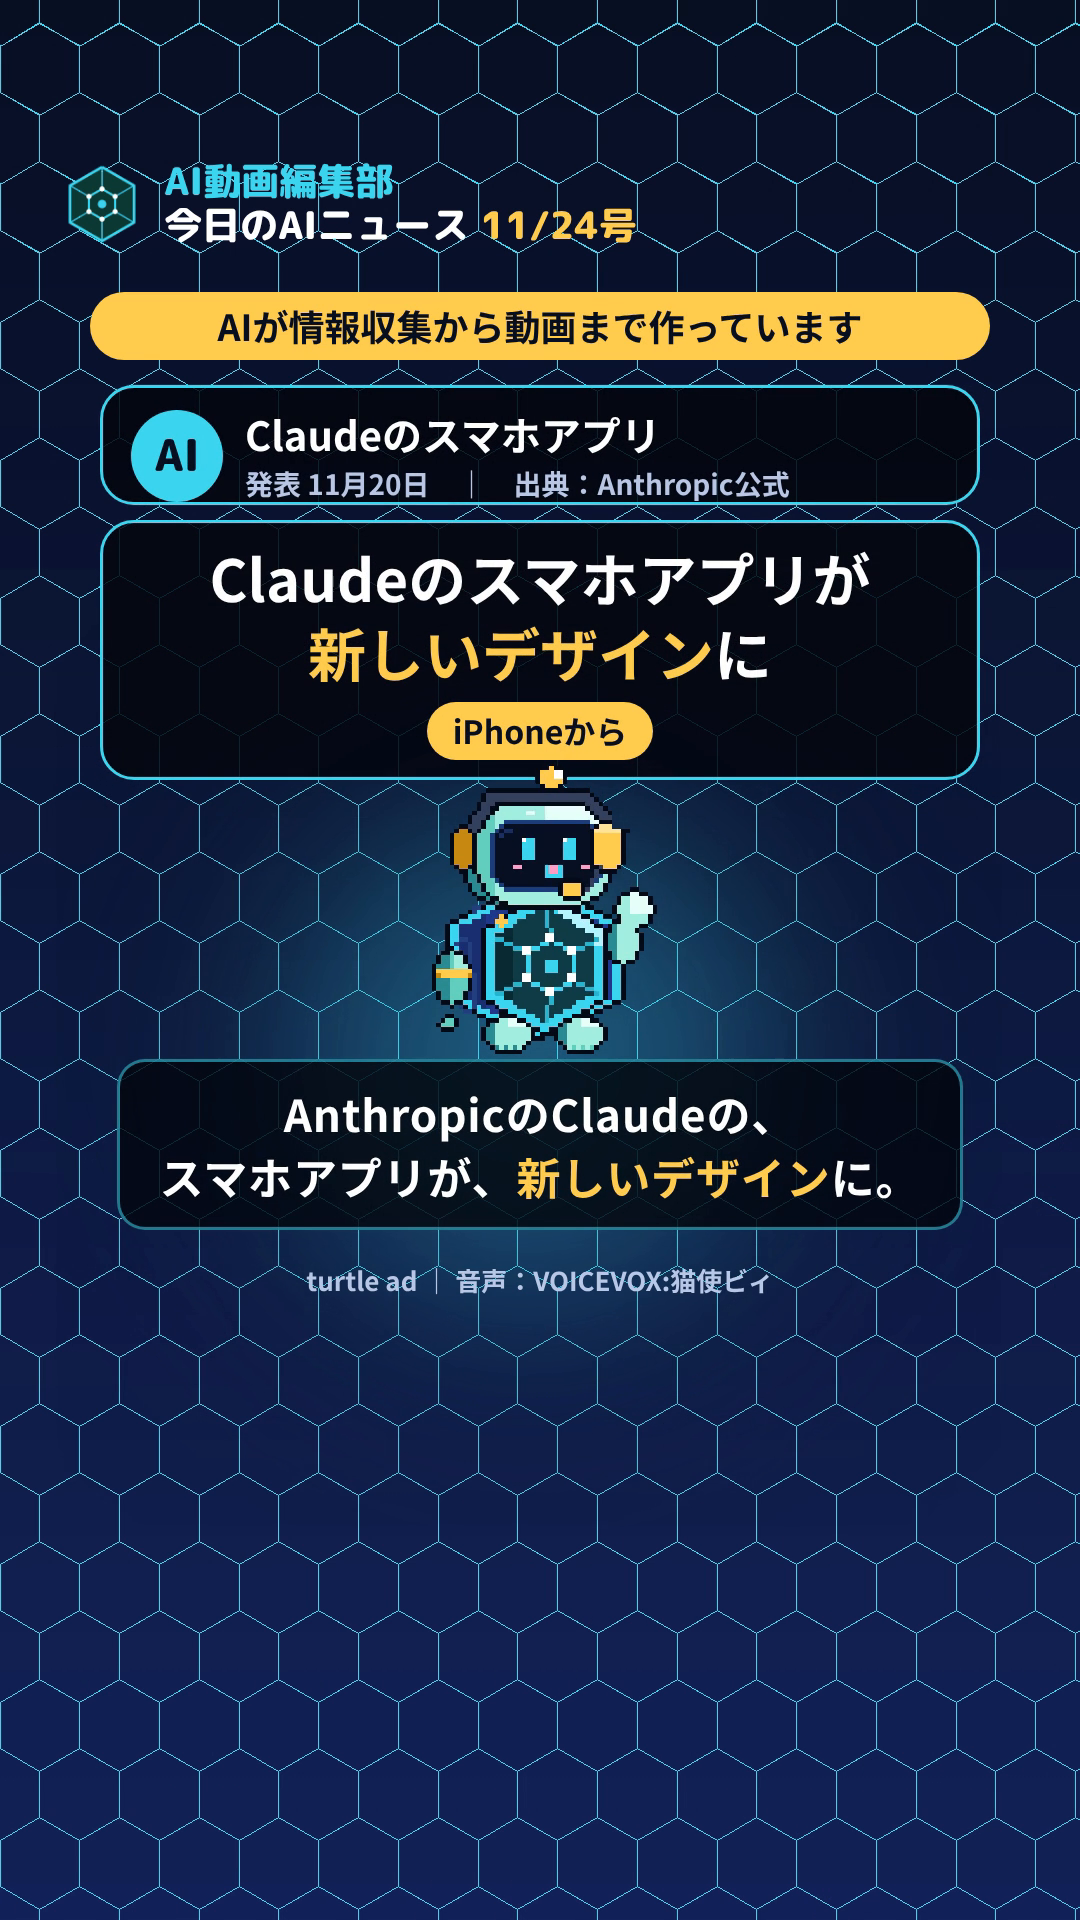 AI動画編集部
今日のAIニュース 11/24号
AIが情報収集から動画まで作っています
AI
Claudeのスマホアプリ
発表 11月20日 ｜ 出典：Anthropic公式
Claudeのスマホアプリが
新しいデザインに
iPhoneから
AnthropicのClaudeの、
スマホアプリが、新しいデザインに。
turtle ad ｜ 音声：VOICEVOX:猫使ビィ